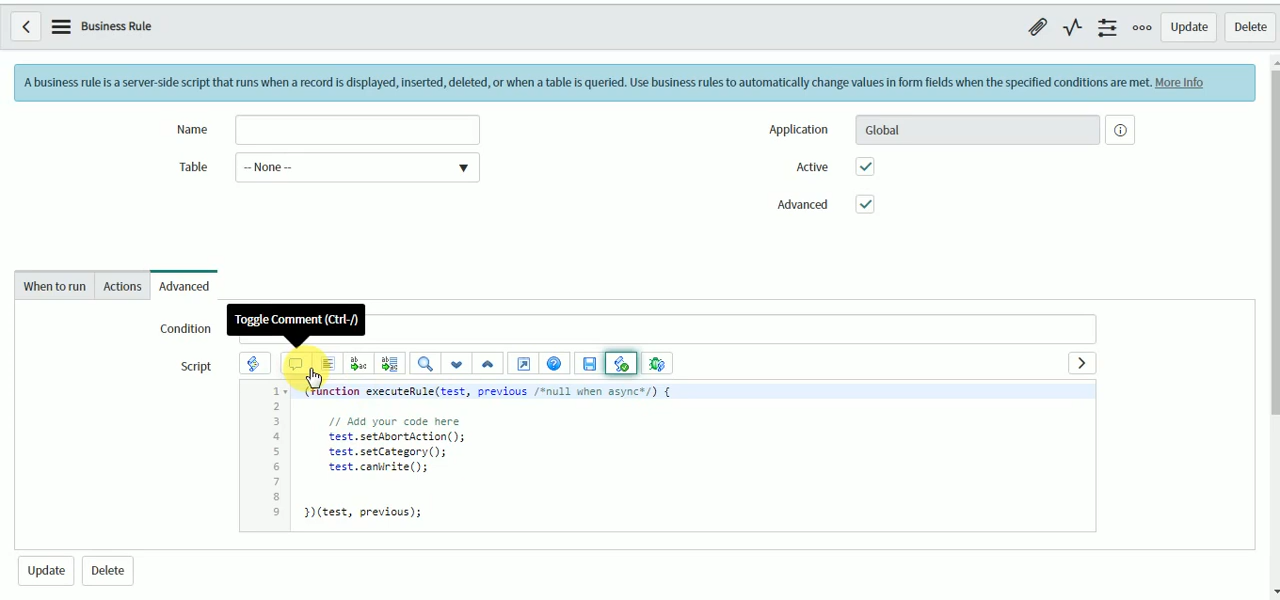 Business Rule
Update
Delete
A business rule is a server-side script that runs when a record is displayed, inserted, deleted, or when a table is queried. Use business rules to automatically change values in form fields when the specified conditions are met. More Info
Name
Application
Global
Table
-- None --
Active
Advanced
When to run
Actions
Advanced
Toggle Comment (Ctrl-/)
Condition
Script
1 (function executeRule(test, previous /*null when async*/) {
2
3 // Add your code here
4 test.setAbortAction();
5 test.setCategory();
6 test.canWrite();
7
8
9 })(test, previous);
Update
Delete